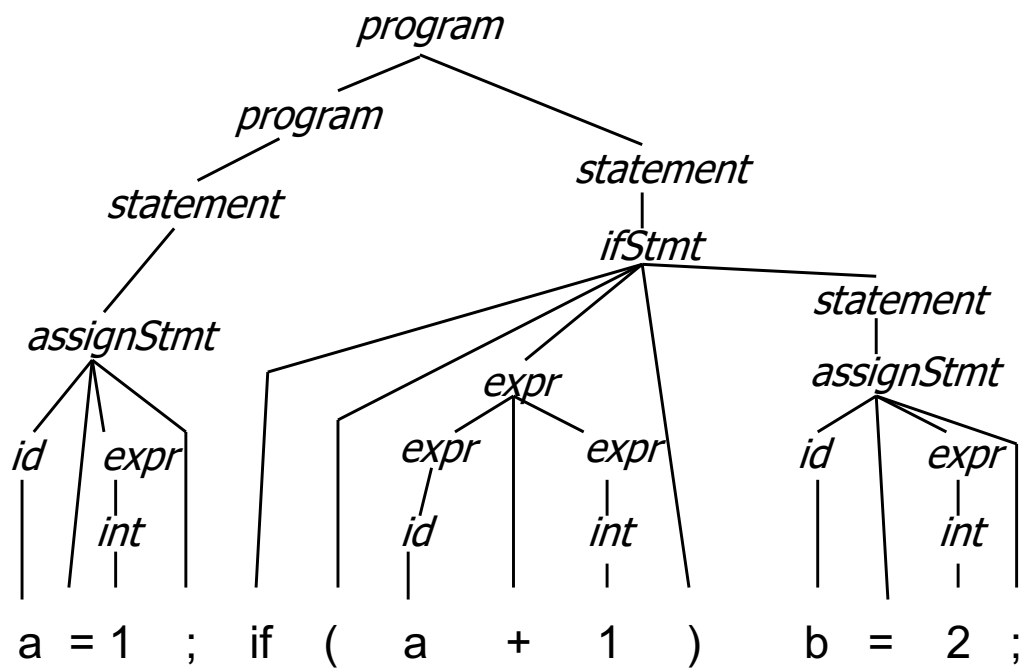 program
program
statement
statement
ifStmt
statement
assignStmt
expr
assignStmt
id expr expr expr id expr
int id int int
a = 1 ; if ( a + 1 ) b = 2 ;